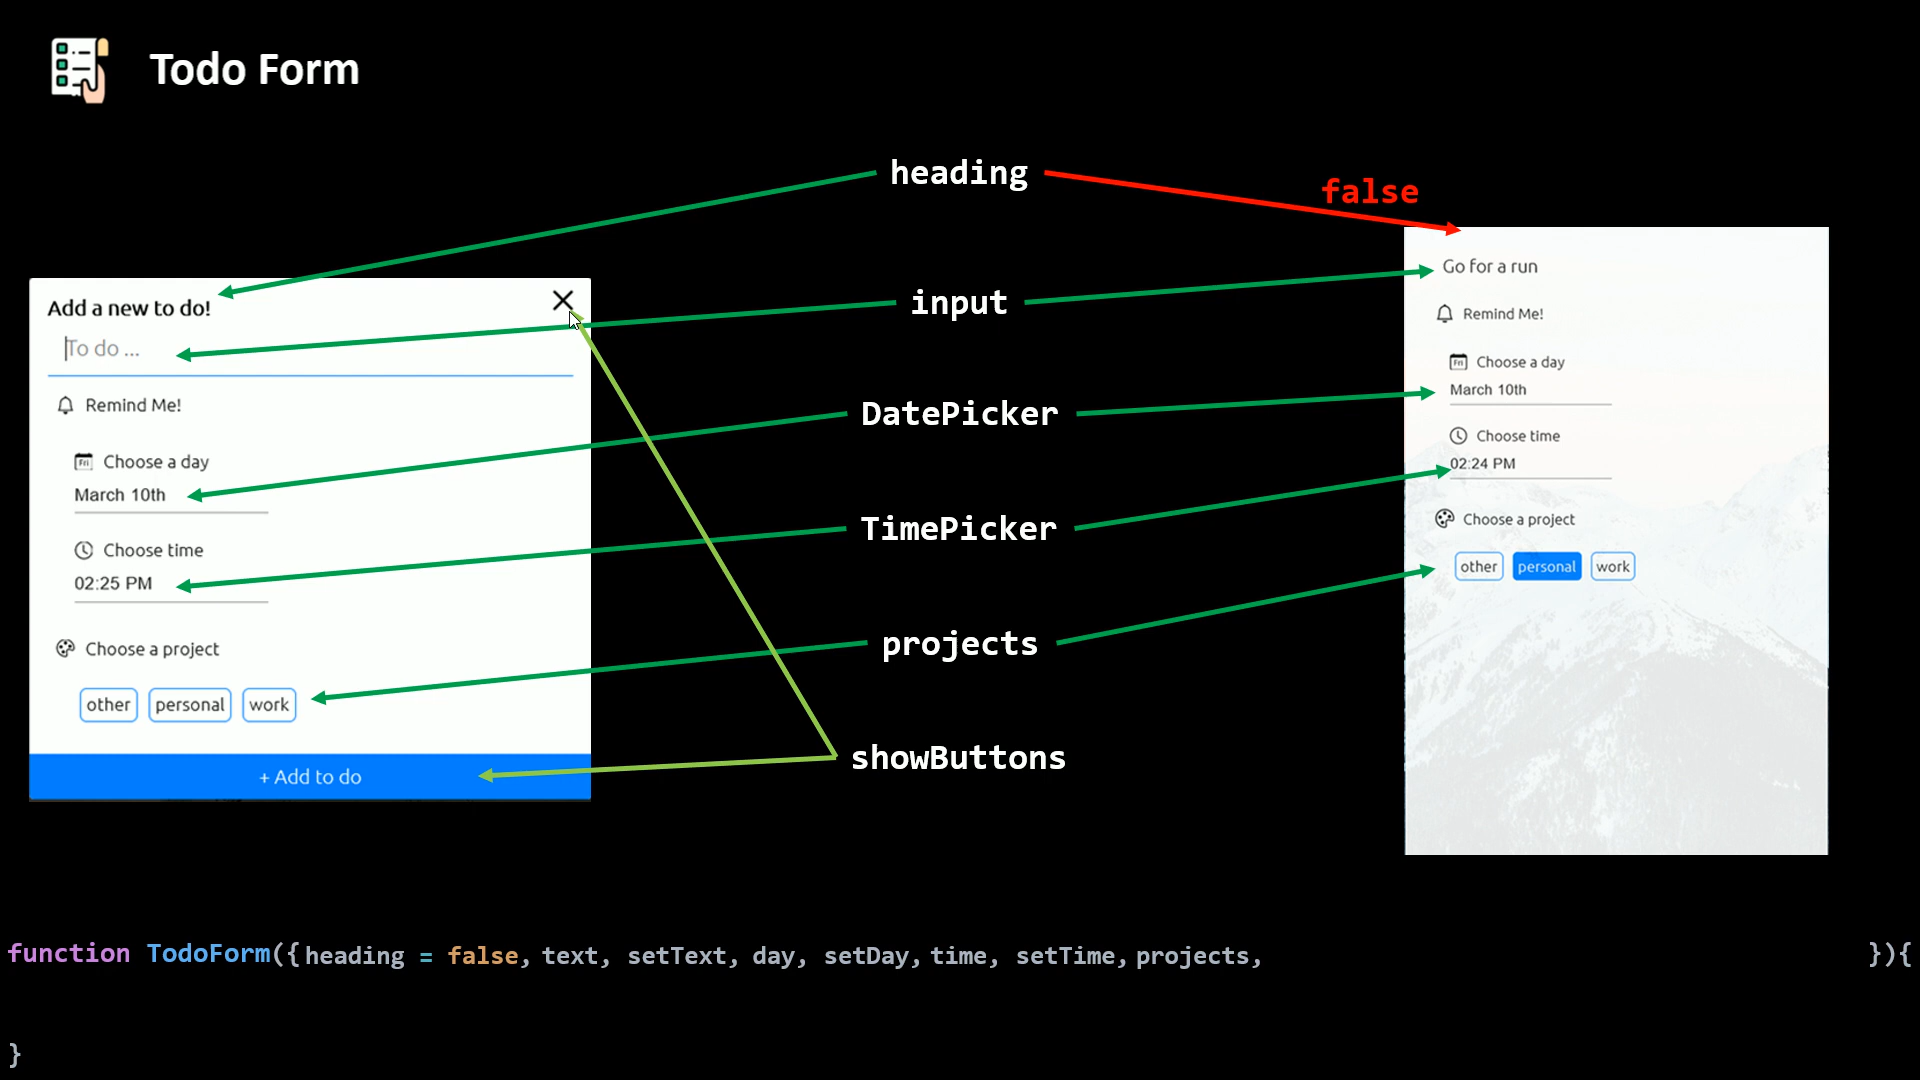 Todo Form
heading
false
input
DatePicker
TimePicker
projects
showButtons
Add a new to do!
To do ...
Remind Me!
Fri
Choose a day
March 10th
Choose time
02:25 PM
Choose a project
other personal work
+ Add to do
Go for a run
Remind Me!
Fri
Choose a day
March 10th
Choose time
02:24 PM
Choose a project
other personal work
function TodoForm({heading = false, text, setText, day, setDay, time, setTime, projects, }){
}